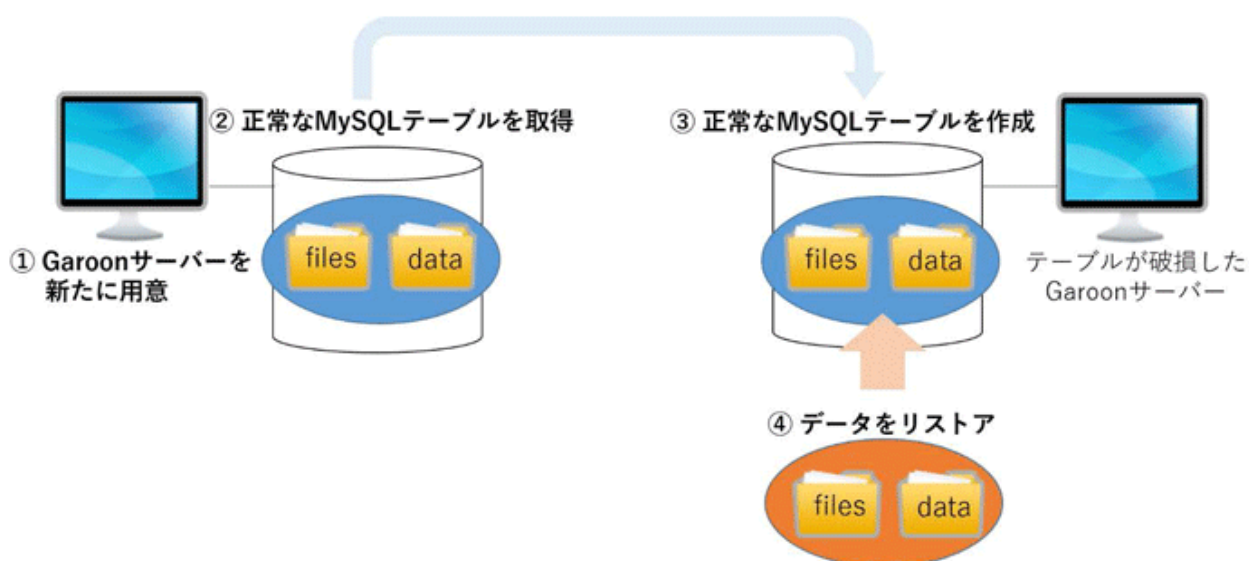 ② 正常なMySQLテーブルを取得
③ 正常なMySQLテーブルを作成
① Garoonサーバーを
新たに用意
files
data
files
data
テーブルが破損した
Garoonサーバー
④ データをリストア
files
data